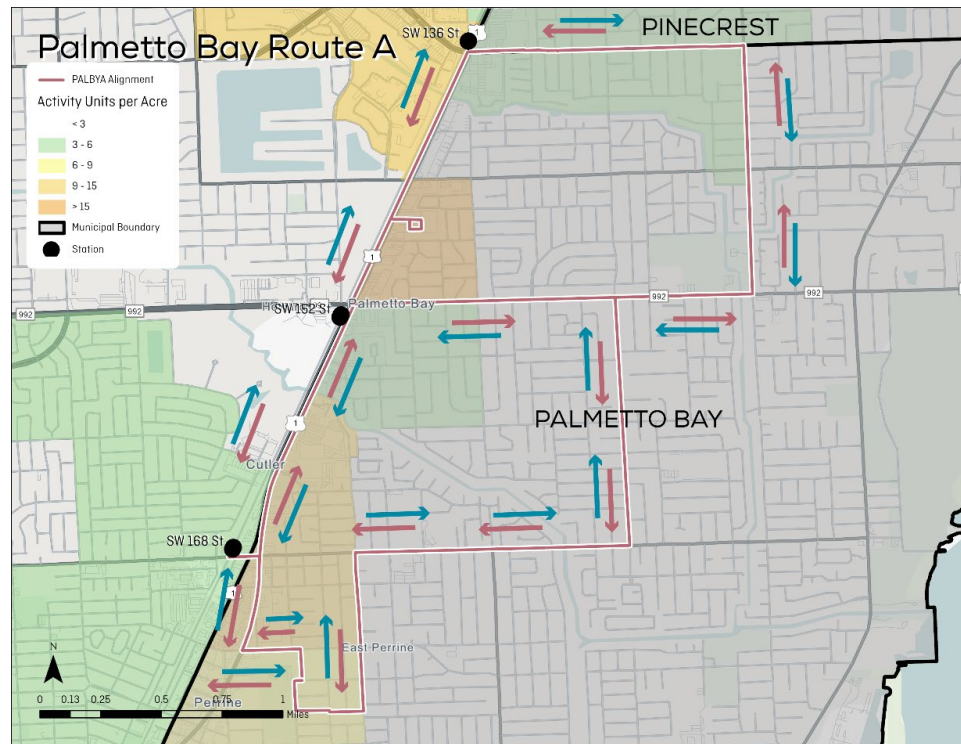 Palmetto Bay Route A
PALBYA Alignment
Activity Units per Acre
< 3
3 - 6
6 - 9
9 - 15
> 15
Municipal Boundary
Station
SW 136 St
1
PINECREST
1
992
992
SW 152 St
Palmetto Bay
992
992
1
PALMETTO BAY
Cutler
SW 168 St
1
East Perrine
Perrine
N
0 0.13 0.25 0.5 0.75 1
Miles